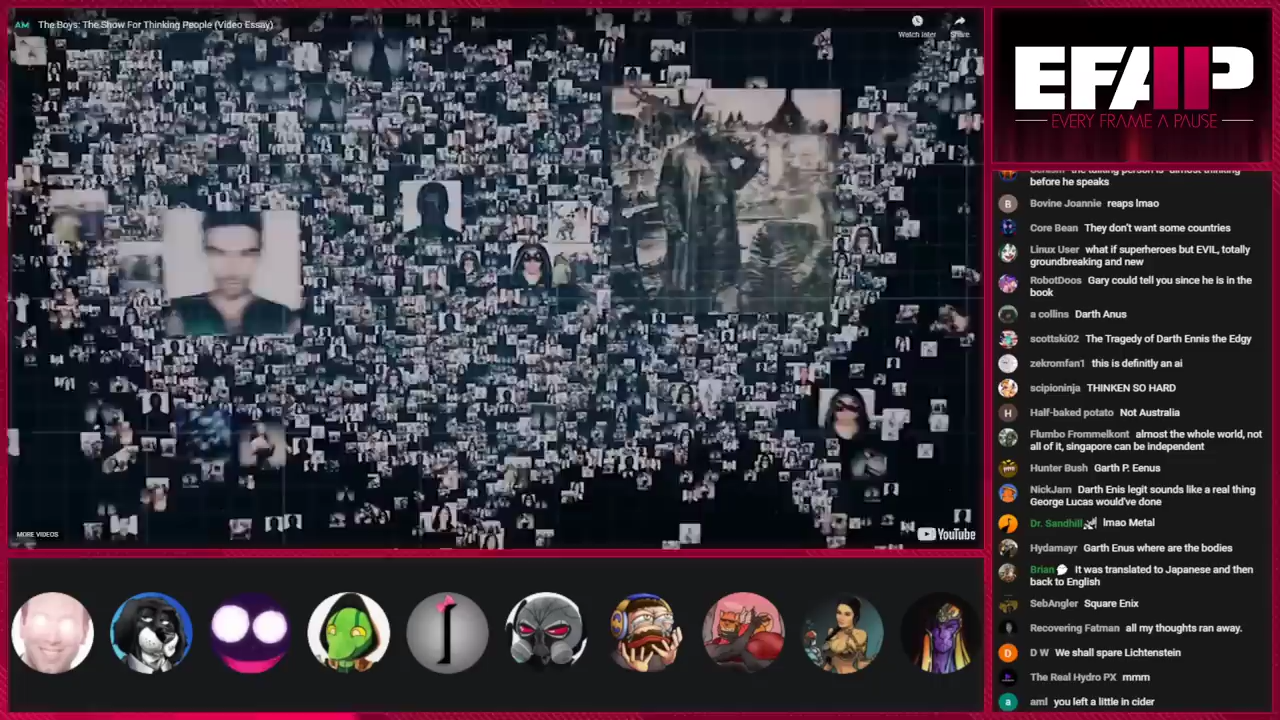 AM The Boys: The Show For Thinking People (Video Essay)
Watch later
Share
MORE VIDEOS
YouTube
EFAP
EVERY FRAME A PAUSE
before he speaks
B Bovine Joannie reaps lmao
Core Bean They don't want some countries
Linux User what if superheroes but EVIL, totally
groundbreaking and new
RobotDoos Gary could tell you since he is in the
book
a collins Darth Anus
scottski02 The Tragedy of Darth Ennis the Edgy
zekromfan1 this is definitly an ai
scipioninja THINKEN SO HARD
H Half-baked potato Not Australia
Flumbo Frommelkont almost the whole world, not
all of it, singapore can be independent
Hunter Bush Garth P. Eenus
NickJam Darth Enis legit sounds like a real thing
George Lucas would've done
Dr. Sandhill lmao Metal
Hydamayr Garth Enus where are the bodies
Brian It was translated to Japanese and then
back to English
SebAngler Square Enix
Recovering Fatman all my thoughts ran away.
D D W We shall spare Lichtenstein
The Real Hydro PX mmm
a aml you left a little in cider